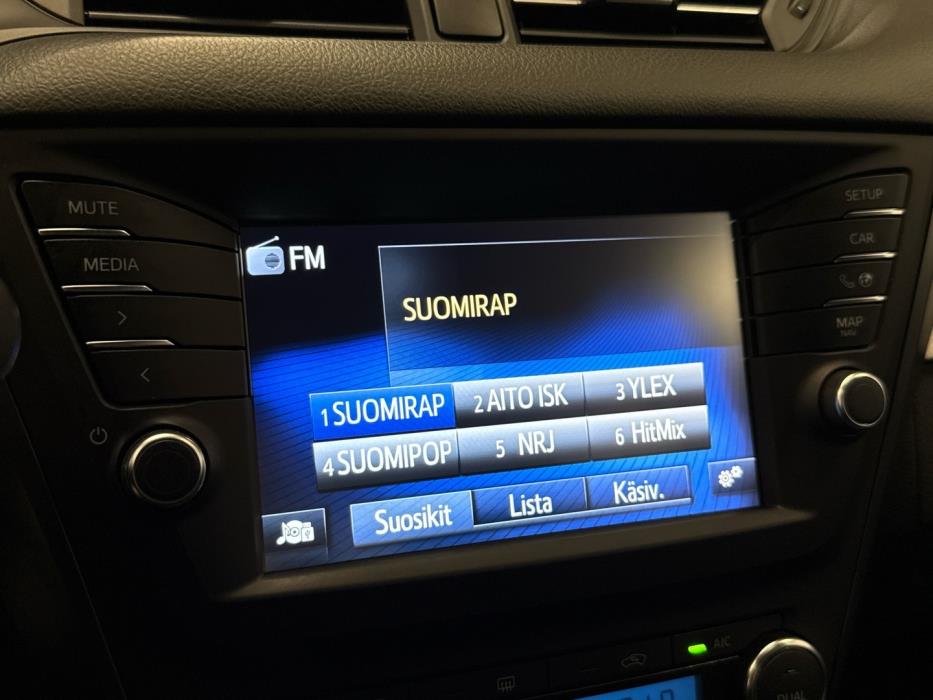 MUTE
MEDIA
FM
SUOMIRAP
1 SUOMIRAP
2 AITO ISK
3 YLEX
4 SUOMIPOP
5 NRJ
6 HitMix
Suosikit
Lista
Käsiv.
SETUP
CAR
MAP
A/C
DUAL